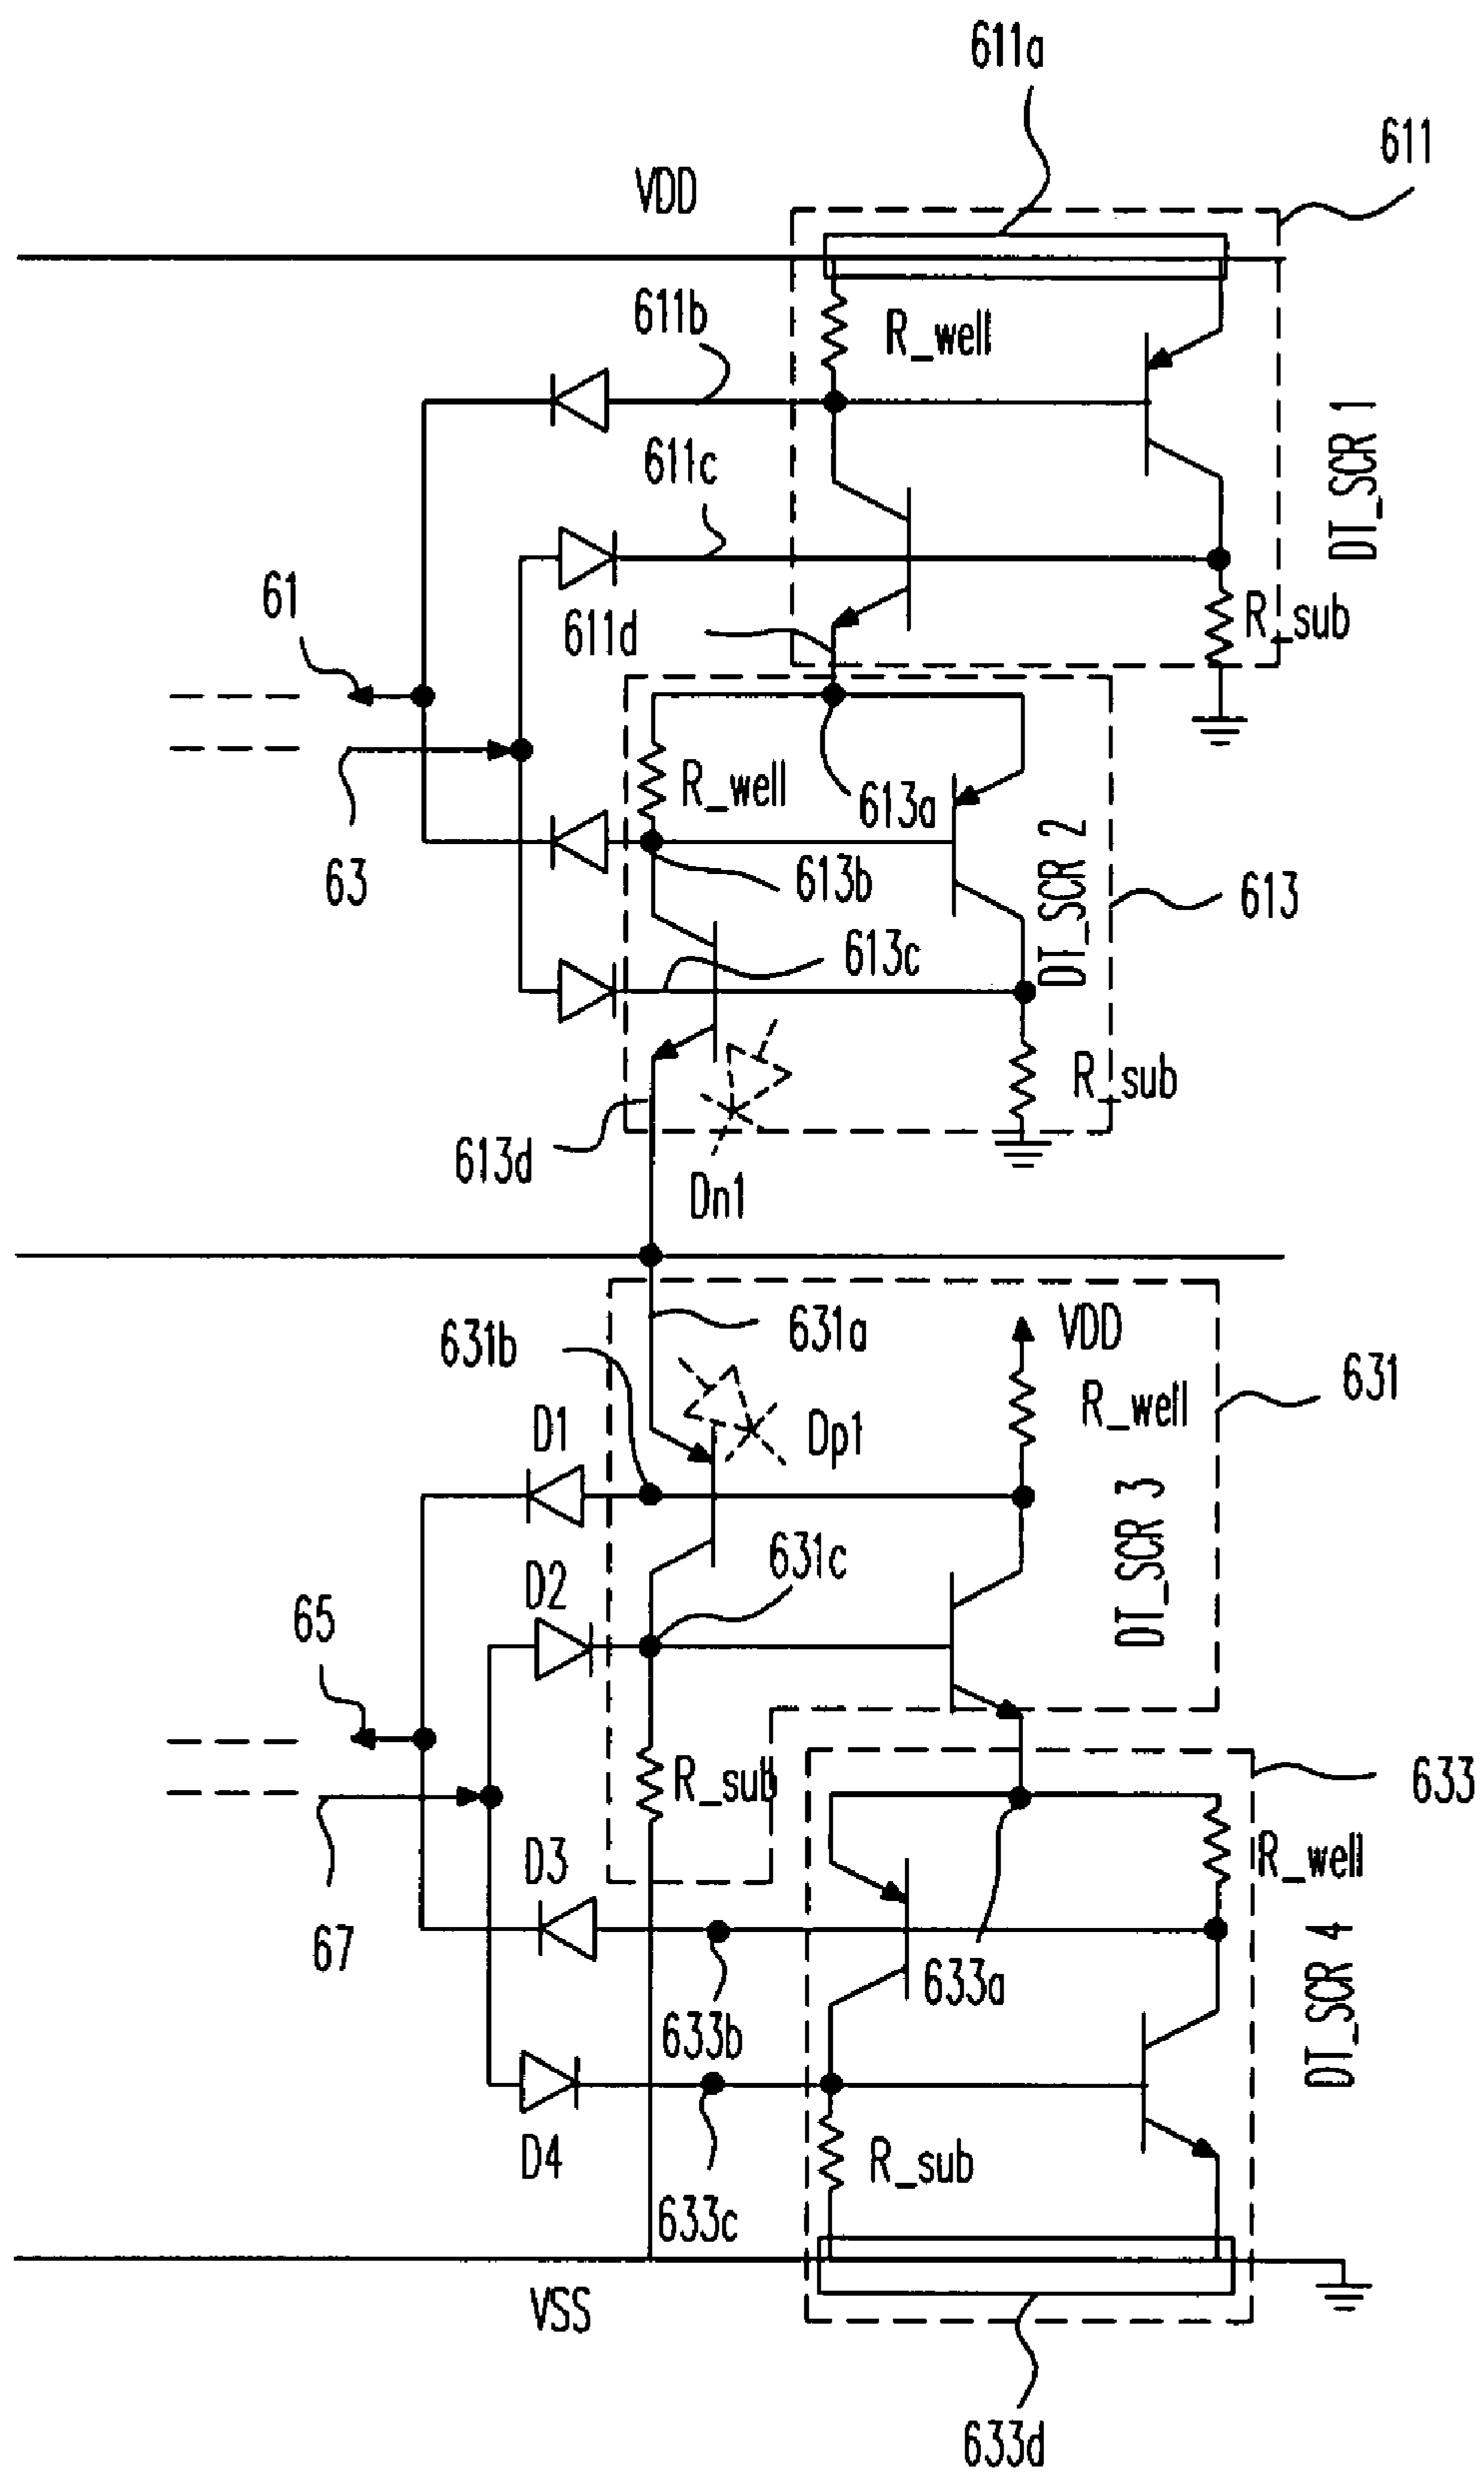 611a
611
VDD
611b
R_well
611c
DT_SCR 1
61
611d
R_sub
R_well
613a
63
613b
DT_SCR 2
613
613c
R_sub
613d
Dn1
631a
VDD
631b
631
R_well
D1
Dp1
DT_SCR 3
631c
D2
65
R_sub
633
D3
R_well
67
633a
DT_SCR 4
633b
D4
R_sub
633c
VSS
633d